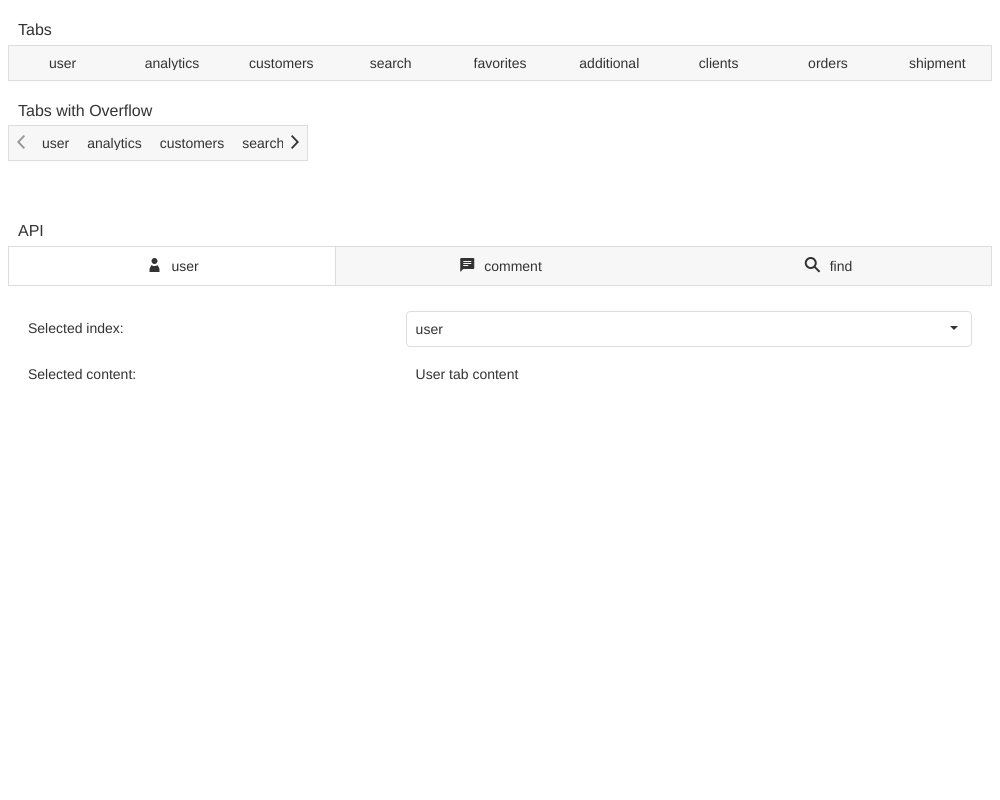 Tabs
user analytics customers search favorites additional clients orders shipment
Tabs with Overflow
user analytics customers search
API
user comment find
Selected index: user
Selected content: User tab content